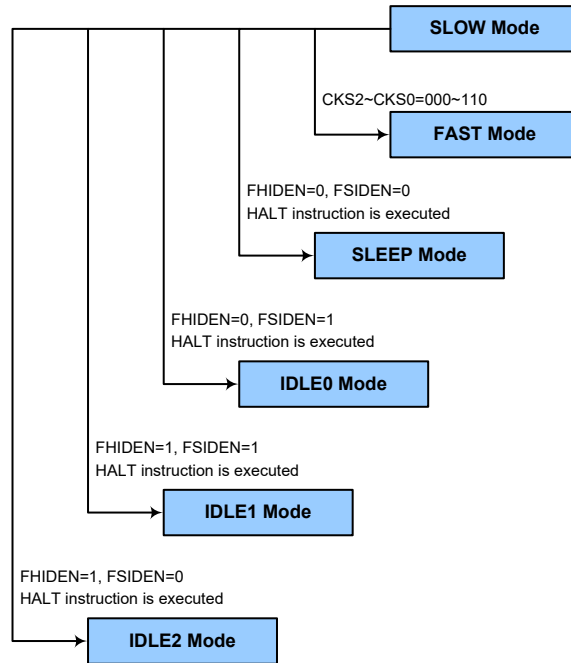 SLOW Mode
CKS2~CKS0=000~110
FAST Mode
FHIDEN=0, FSIDEN=0
HALT instruction is executed
SLEEP Mode
FHIDEN=0, FSIDEN=1
HALT instruction is executed
IDLE0 Mode
FHIDEN=1, FSIDEN=1
HALT instruction is executed
IDLE1 Mode
FHIDEN=1, FSIDEN=0
HALT instruction is executed
IDLE2 Mode